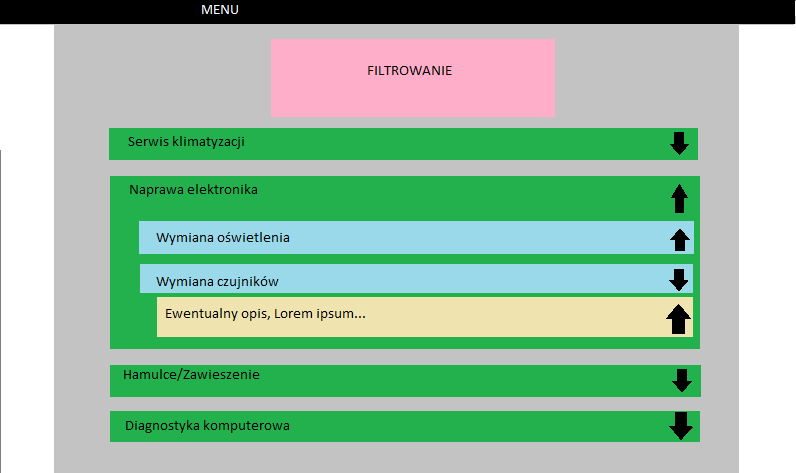 MENU
FILTROWANIE
Serwis klimatyzacji
Naprawa elektronika
Wymiana oświetlenia
Wymiana czujników
Ewentualny opis, Lorem ipsum...
Hamulce/Zawieszenie
Diagnostyka komputerowa